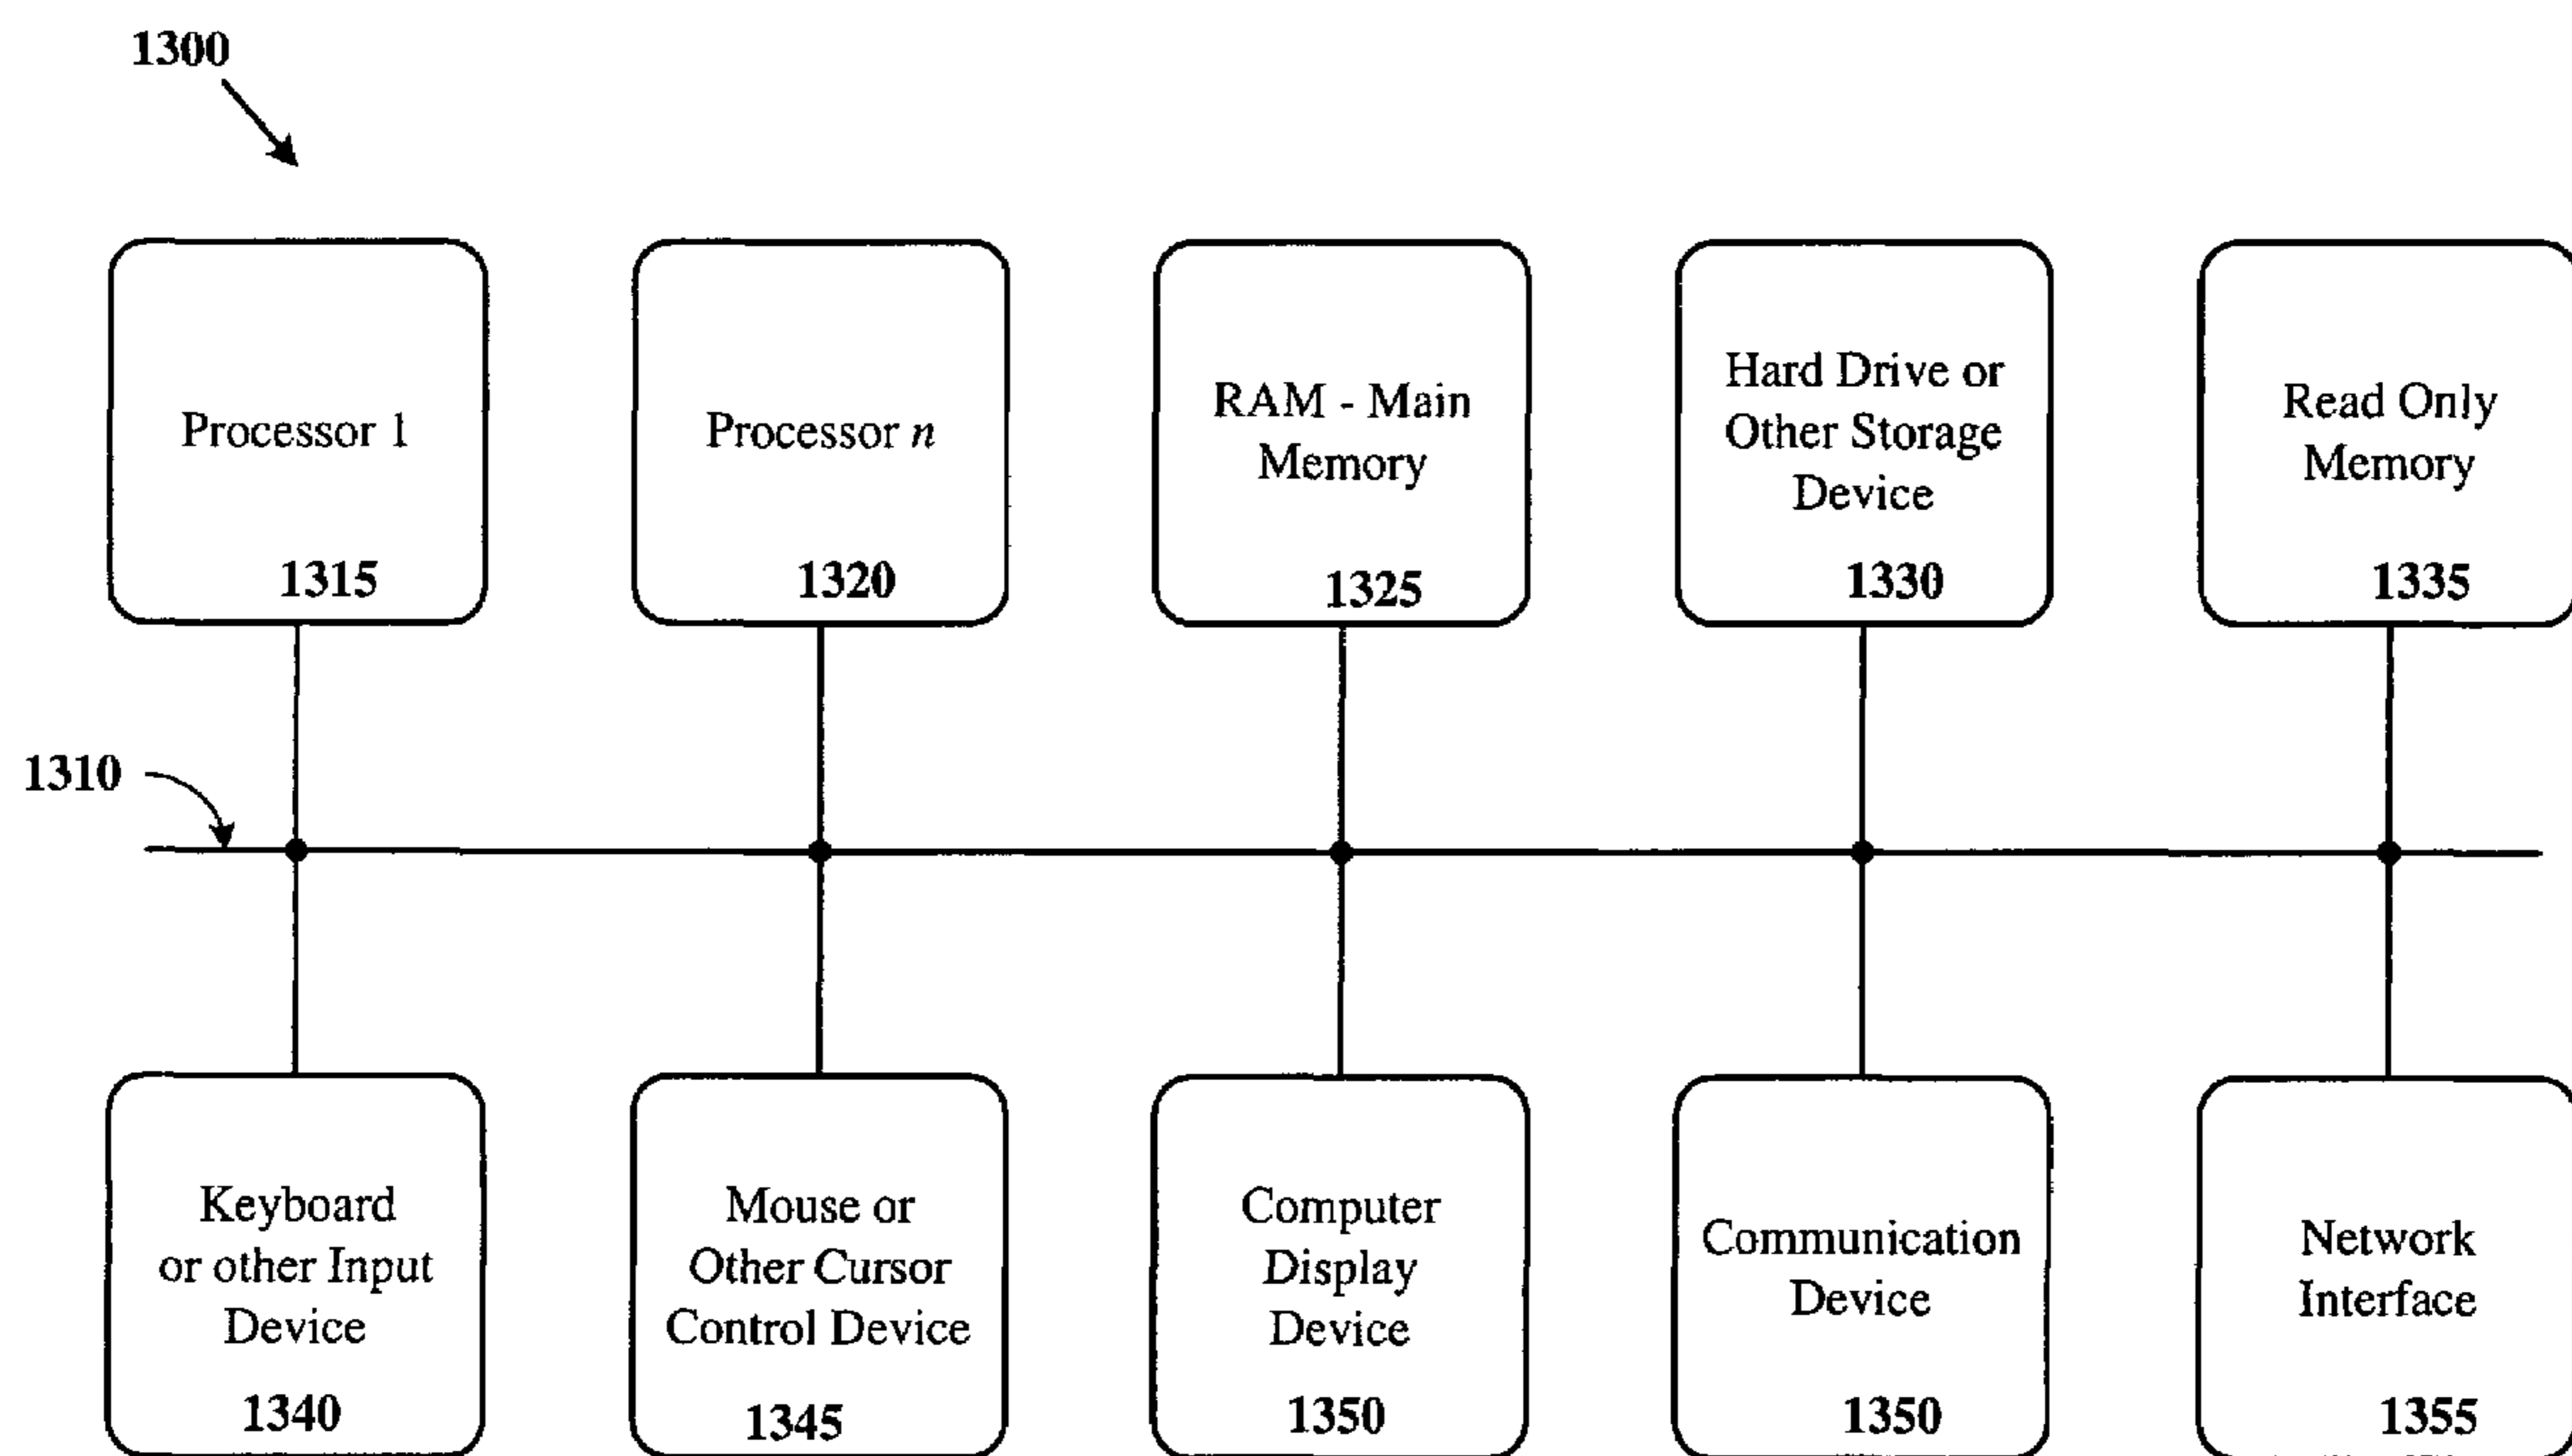 1300
Processor 1
1315
Processor n
1320
RAM - Main
Memory
1325
Hard Drive or
Other Storage
Device
1330
Read Only
Memory
1335
1310
Keyboard
or other Input
Device
1340
Mouse or
Other Cursor
Control Device
1345
Computer
Display
Device
1350
Communication
Device
1350
Network
Interface
1355